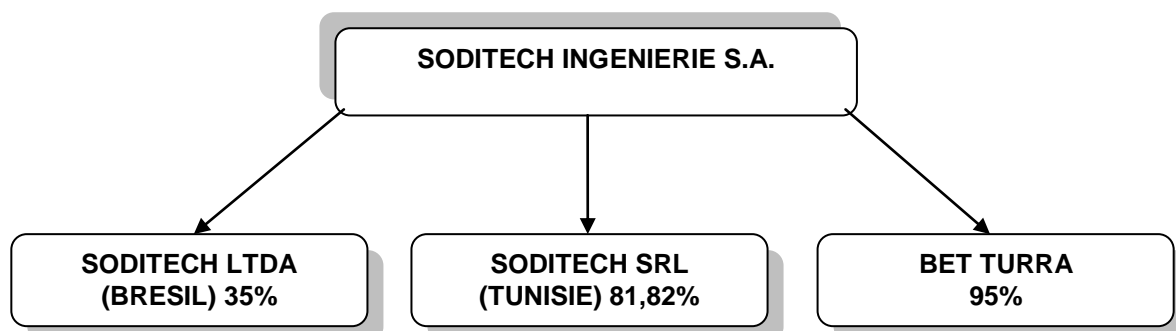 SODITECH INGENIERIE S.A.
SODITECH LTDA
(BRESIL) 35%
SODITECH SRL
(TUNISIE) 81,82%
BET TURRA
95%